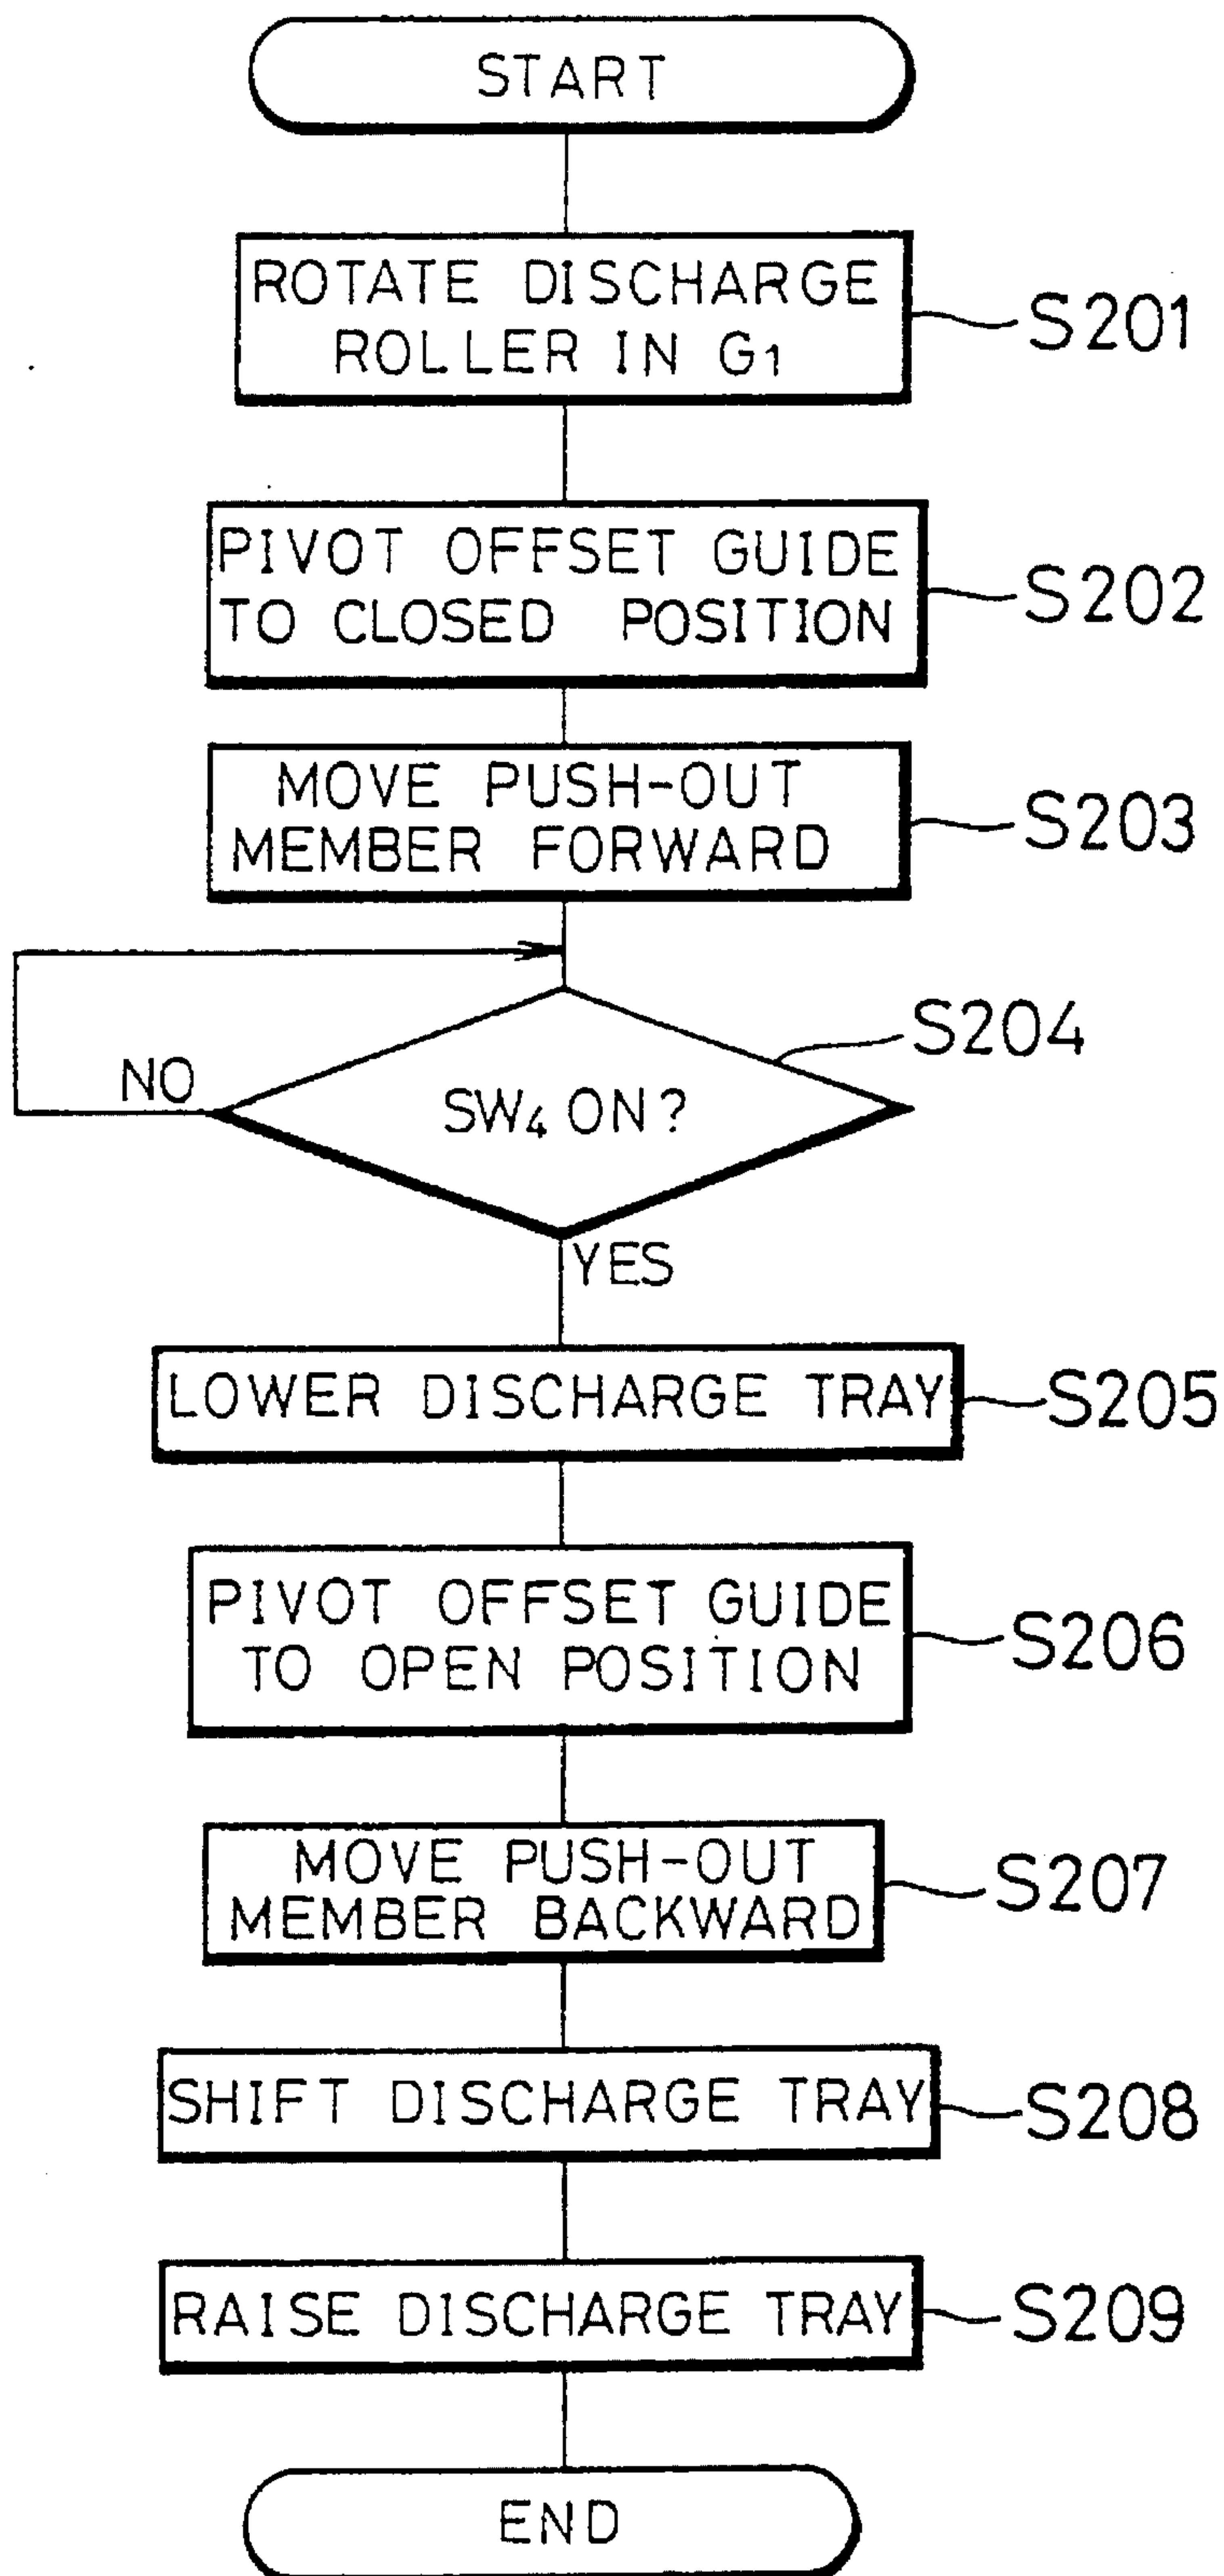 START
ROTATE DISCHARGE
ROLLER IN G1
S201
PIVOT OFFSET GUIDE
TO CLOSED POSITION
S202
MOVE PUSH-OUT
MEMBER FORWARD
S203
S204
NO
SW4 ON?
YES
LOWER DISCHARGE TRAY
S205
PIVOT OFFSET GUIDE
TO OPEN POSITION
S206
MOVE PUSH-OUT
MEMBER BACKWARD
S207
SHIFT DISCHARGE TRAY
S208
RAISE DISCHARGE TRAY
S209
END